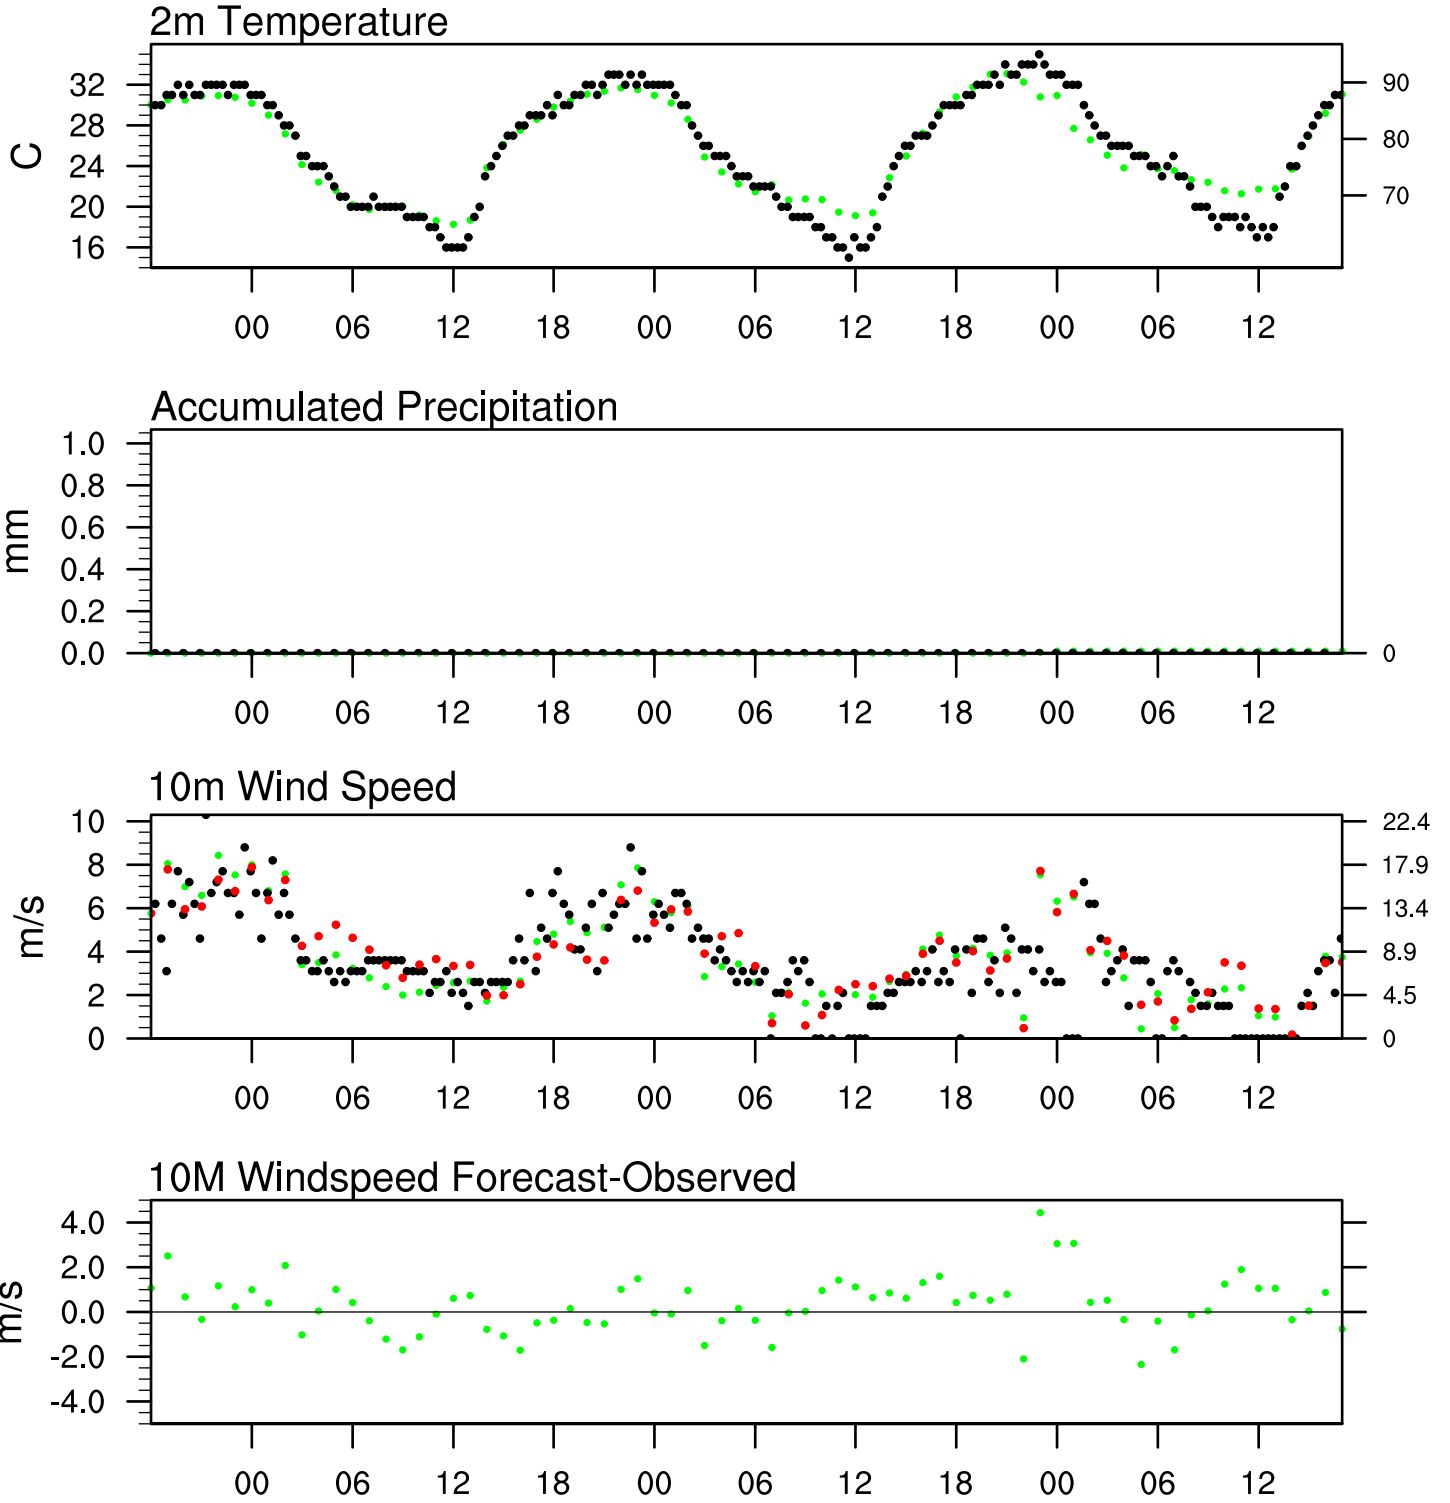 2m Temperature
32
28
24
20
16
C
90
80
70
00 06 12 18 00 12 18 00 06 12
Accumulated Precipitation
1.0
0.8
0.6
0.4
0.2
0.0
mm
0
00 06 12 18 00 12 18 00 06 12
10m Wind Speed
10
8
6
4
2
0
m/s
22.4
17.9
13.4
8.9
4.5
0
00 06 12 18 00 12 18 00 06 12
10M Windspeed Forecast-Observed
4.0
2.0
0.0
-2.0
-4.0
m/s
00 06 12 18 00 12 18 00 06 12